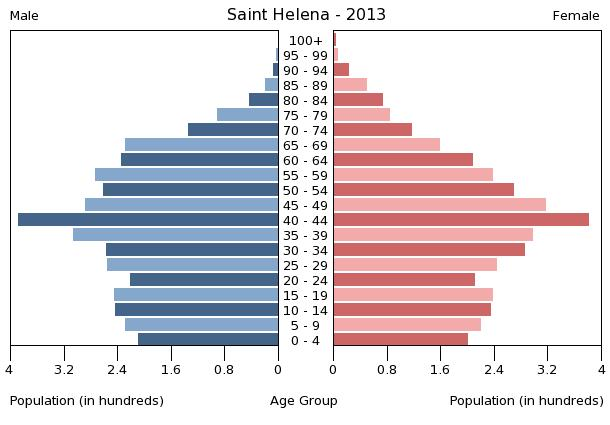 Male Saint Helena - 2013 Female
100+
95 - 99
90 - 94
85 - 89
80 - 84
75 - 79
70 - 74
65 - 69
60 - 64
55 - 59
50 - 54
45 - 49
40 - 44
35 - 39
30 - 34
25 - 29
20 - 24
15 - 19
10 - 14
5 - 9
0 - 4
4 3.2 2.4 1.6 0.8 0 0 0.8 1.6 2.4 3.2 4
Population (in hundreds) Age Group Population (in hundreds)